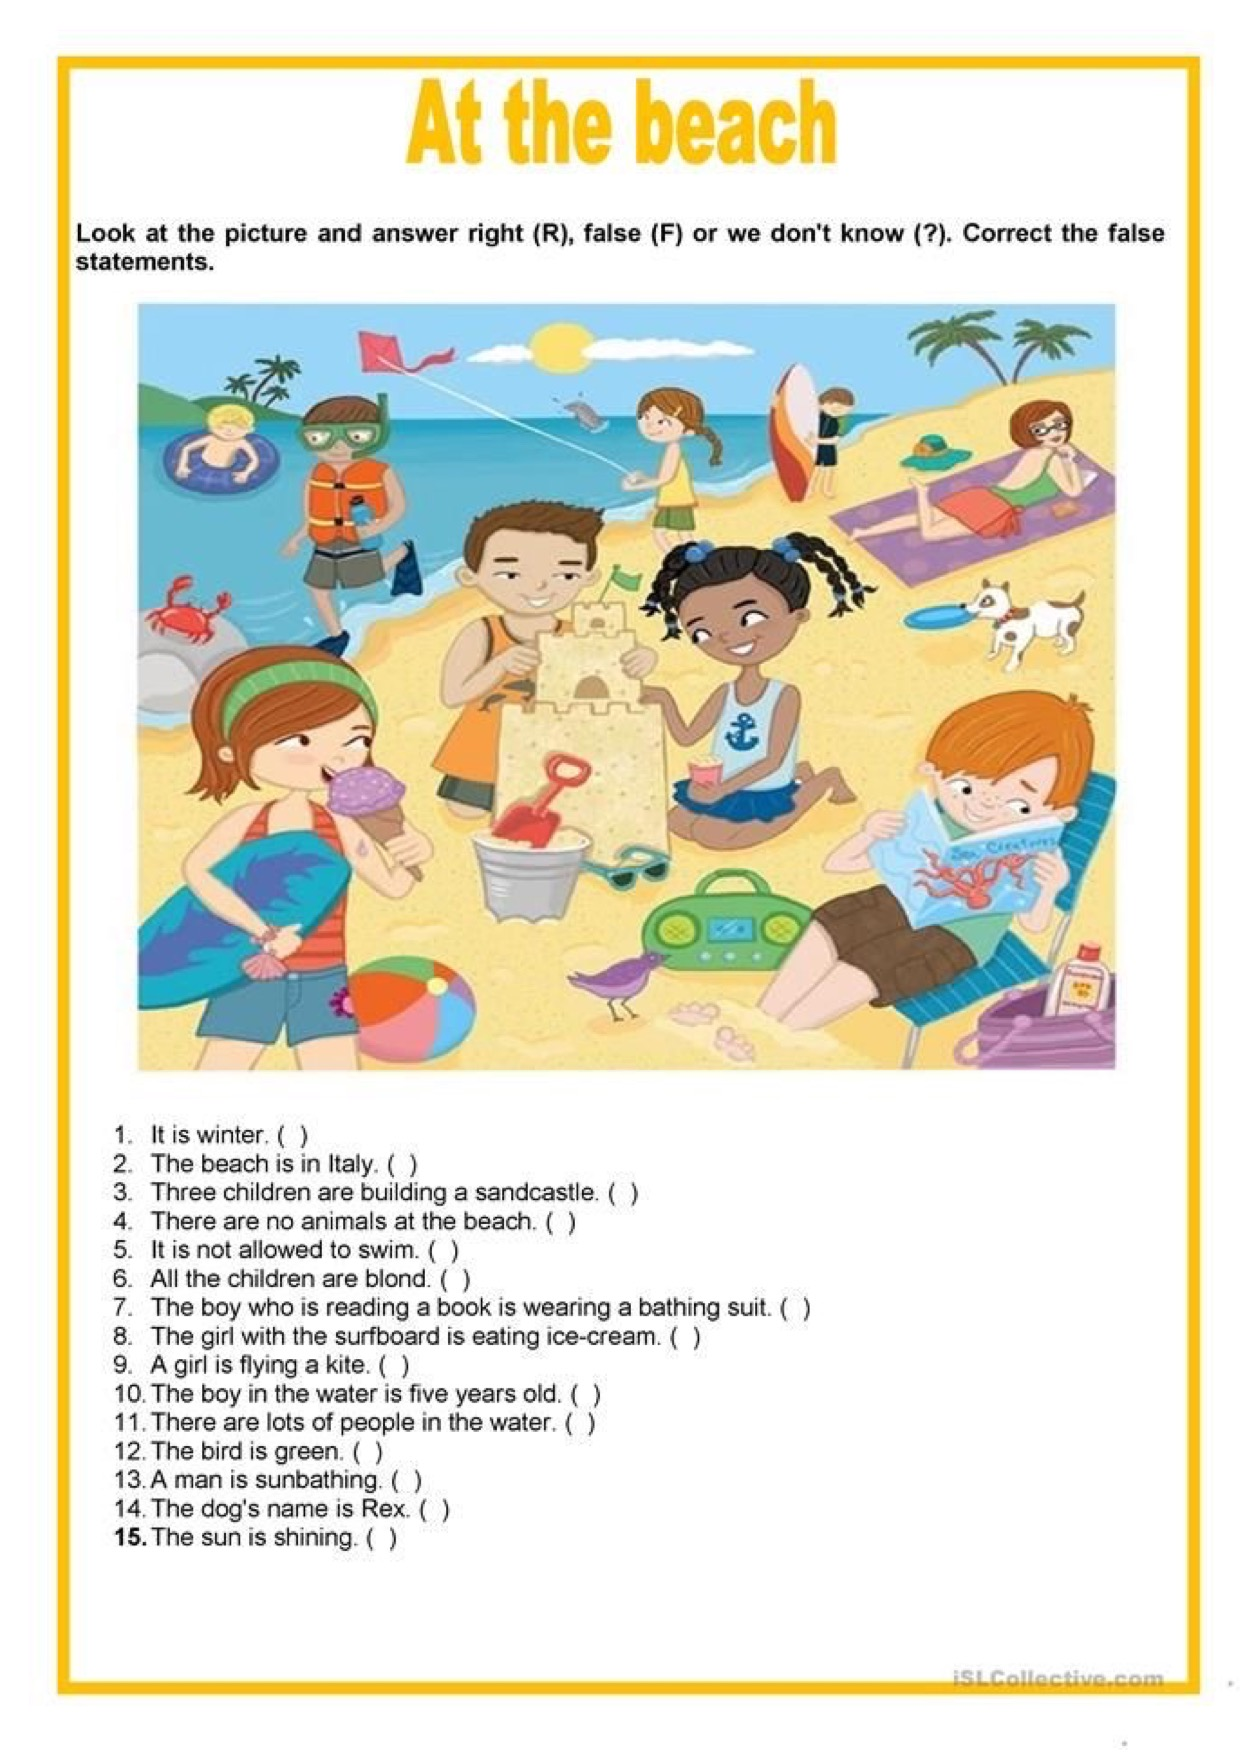 At the beach
Look at the picture and answer right (R), false (F) or we don't know (?). Correct the false
statements.
Sea Creatures
1. It is winter. ( )
2. The beach is in Italy. ( )
3. Three children are building a sandcastle. ( )
4. There are no animals at the beach. ( )
5. It is not allowed to swim. ( )
6. All the children are blond. ( )
7. The boy who is reading a book is wearing a bathing suit. ( )
8. The girl with the surfboard is eating ice-cream. ( )
9. A girl is flying a kite. ( )
10. The boy in the water is five years old. ( )
11. There are lots of people in the water. ( )
12. The bird is green. ( )
13. A man is sunbathing. ( )
14. The dog's name is Rex. ( )
15. The sun is shining. ( )
iSLCollective.com